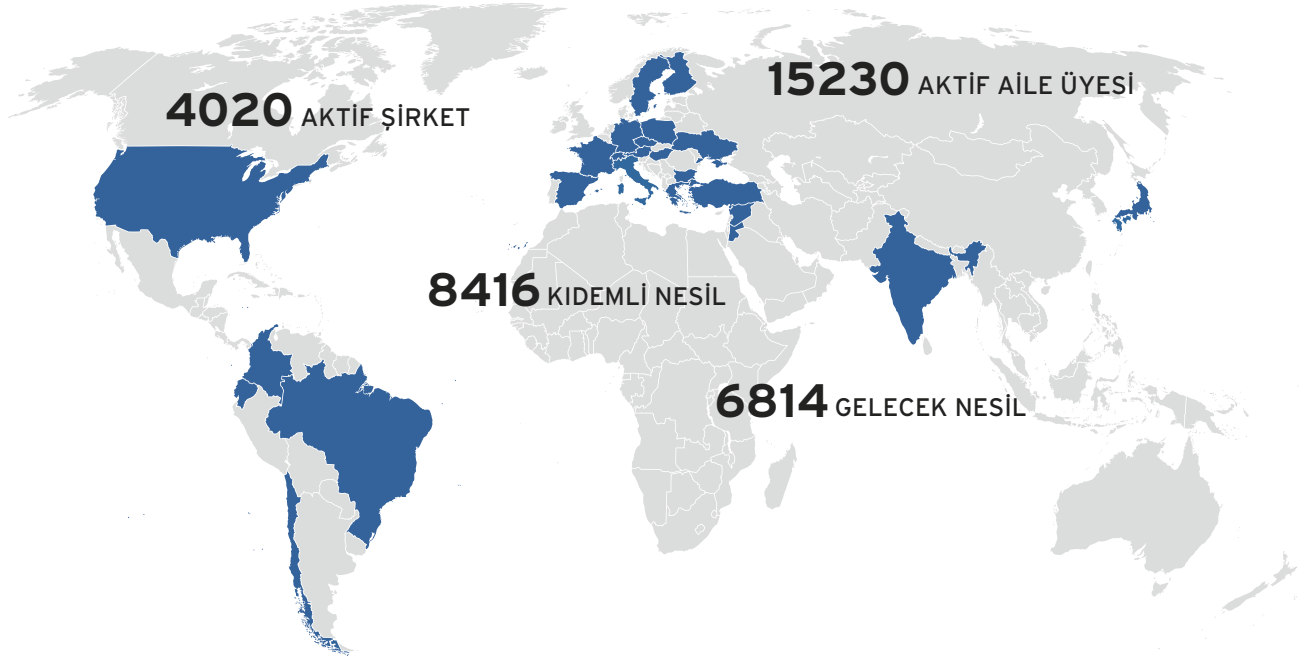 15230 AKTİF AİLE ÜYESİ
4020 AKTİF ŞİRKET
8416 KIDEMLİ NESİL
6814 GELECEK NESİL